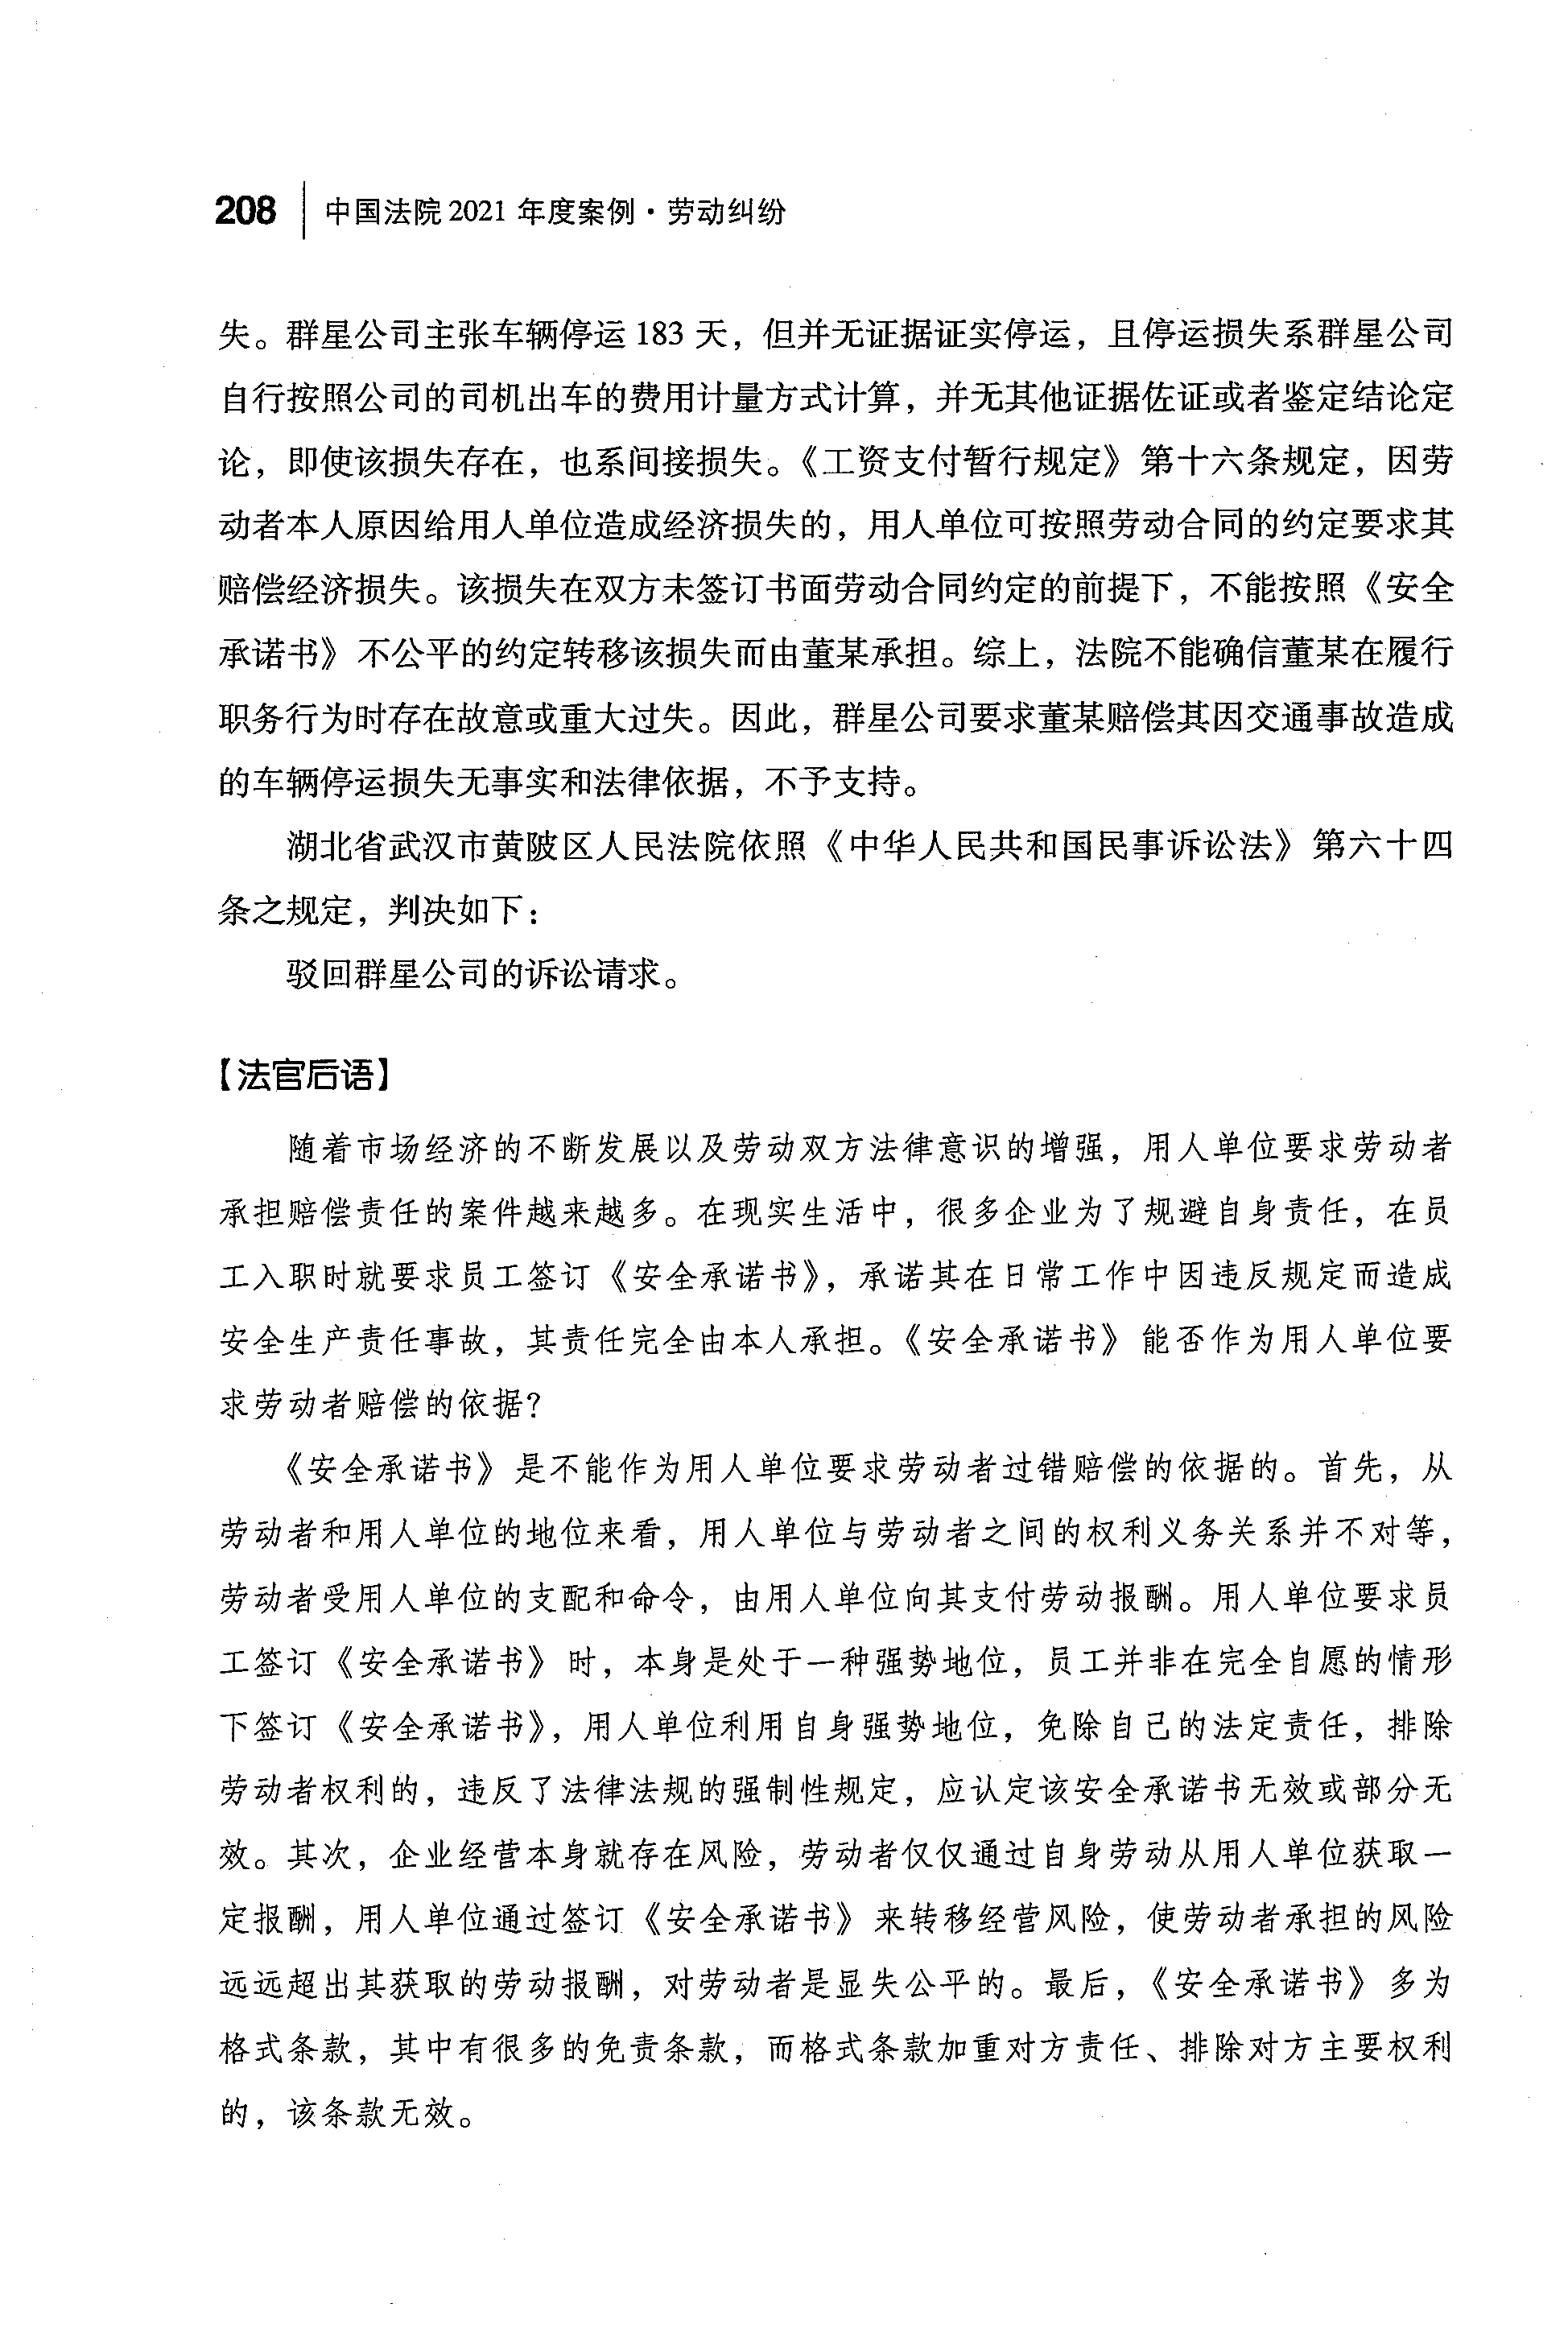 208 中国法院2021年度案例·劳动纠纷
失。群星公司主张车辆停运183天，但并无证据证实停运，且停运损失系群星公司
自行按照公司的司机出车的费用计量方式计算，并无其他证据佐证或者鉴定结论定
论，即使该损失存在，也系间接损失。《工资支付暂行规定》第十六条规定，因劳
动者本人原因给用人单位造成经济损失的，用人单位可按照劳动合同的约定要求其
赔偿经济损失。该损失在双方未签订书面劳动合同约定的前提下，不能按照《安全
承诺书》不公平的约定转移该损失而由董某承担。综上，法院不能确信董某在履行
职务行为时存在故意或重大过失。因此，群星公司要求董某赔偿其因交通事故造成
的车辆停运损失无事实和法律依据，不予支持。
湖北省武汉市黄陂区人民法院依照《中华人民共和国民事诉讼法》第六十四
条之规定，判决如下：
驳回群星公司的诉讼请求。
【法官后语】
随着市场经济的不断发展以及劳动双方法律意识的增强，用人单位要求劳动者
承担赔偿责任的案件越来越多。在现实生活中，很多企业为了规避自身责任，在员
工入职时就要求员工签订《安全承诺书》，承诺其在日常工作中因违反规定而造成
安全生产责任事故，其责任完全由本人承担。《安全承诺书》能否作为用人单位要
求劳动者赔偿的依据？
《安全承诺书》是不能作为用人单位要求劳动者过错赔偿的依据的。首先，从
劳动者和用人单位的地位来看，用人单位与劳动者之间的权利义务关系并不对等，
劳动者受用人单位的支配和命令，由用人单位向其支付劳动报酬。用人单位要求员
工签订《安全承诺书》时，本身是处于一种强势地位，员工并非在完全自愿的情形
下签订《安全承诺书》，用人单位利用自身强势地位，免除自己的法定责任，排除
劳动者权利的，违反了法律法规的强制性规定，应认定该安全承诺书无效或部分无
效。其次，企业经营本身就存在风险，劳动者仅仅通过自身劳动从用人单位获取一
定报酬，用人单位通过签订《安全承诺书》来转移经营风险，使劳动者承担的风险
远远超出其获取的劳动报酬，对劳动者是显失公平的。最后，《安全承诺书》多为
格式条款，其中有很多的免责条款，而格式条款加重对方责任、排除对方主要权利
的，该条款无效。